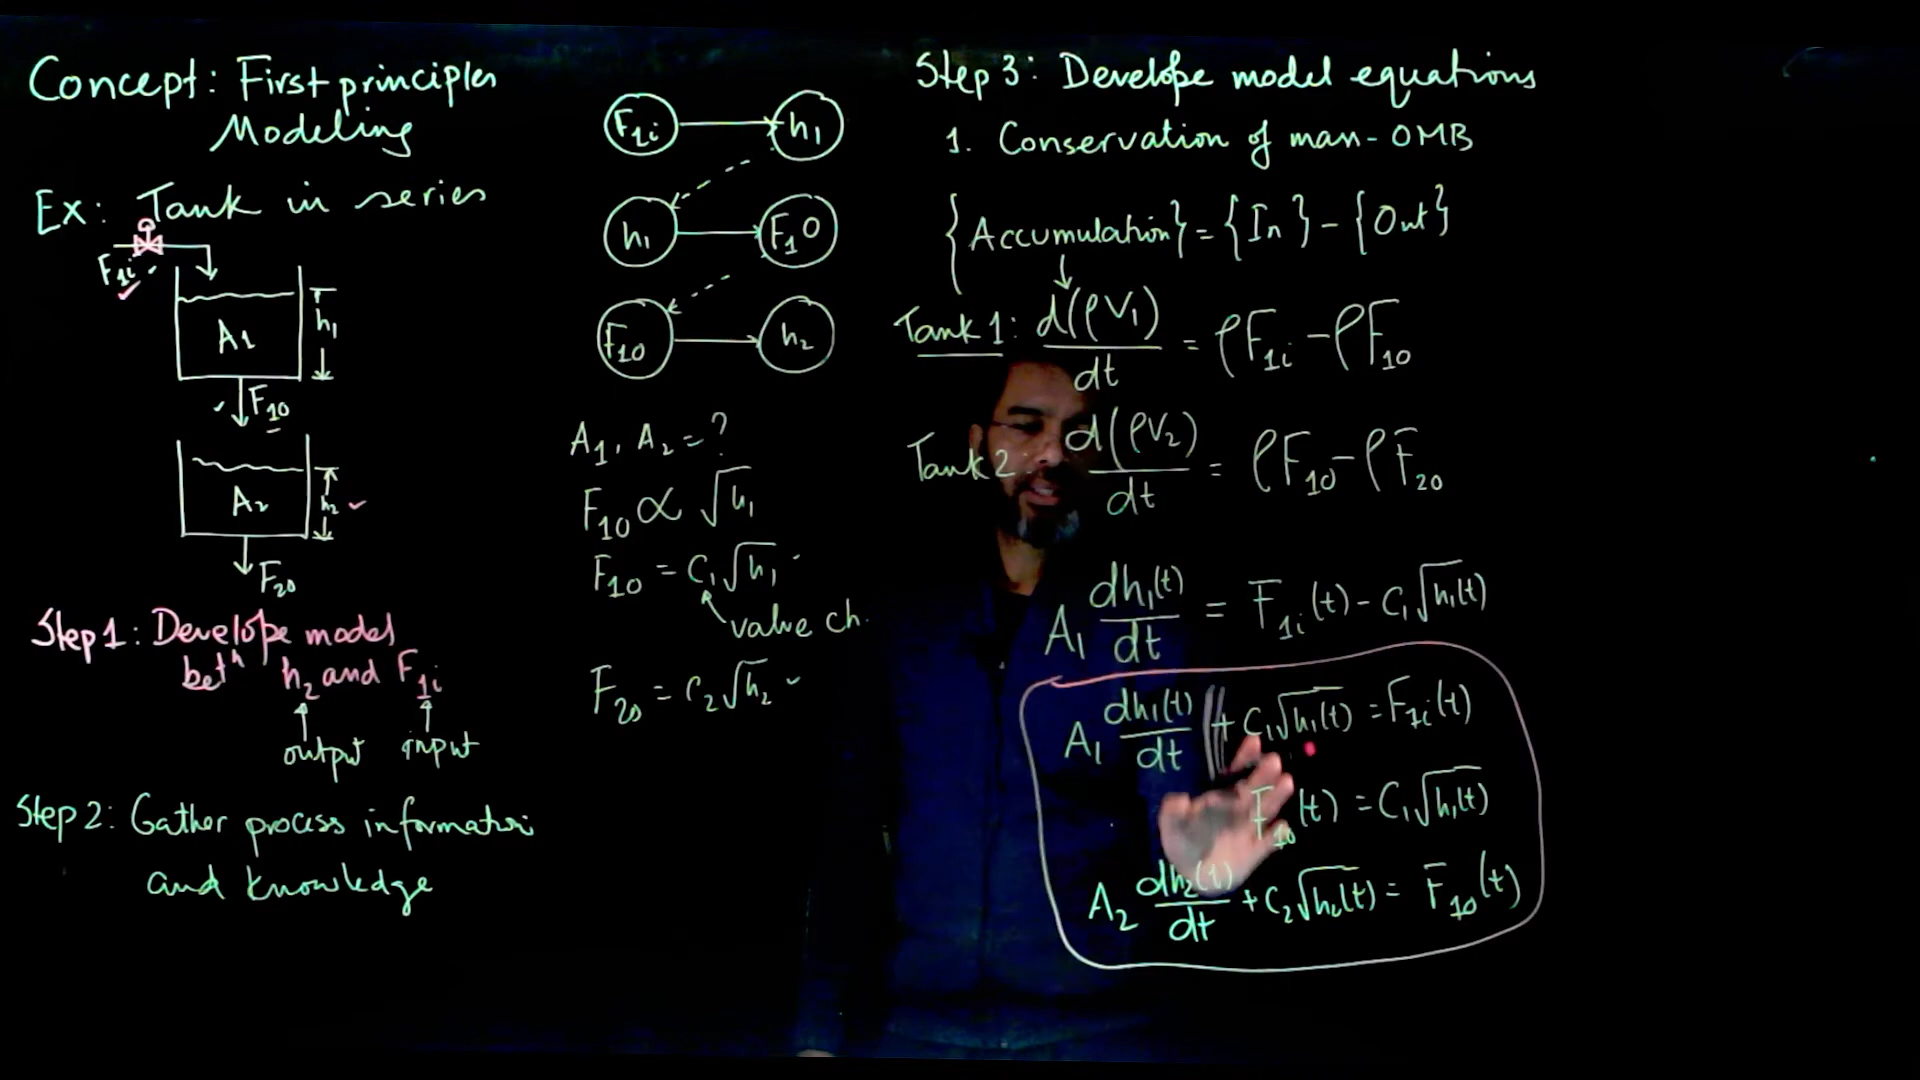 Concept: First principles
Modeling
Ex: Tank in series
F1i
A1
h1
F10
A2
h2
F20
Step 1: Develope model
betⁿ h2 and F1i
output input
Step 2: Gather process information
and knowledge
F1i → h1
h1 → F10
F10 → h2
A1, A2 = ?
F10 ∝ √h1
F10 = C1√h1
valve ch.
F20 = C2√h2
Step 3: Develope model equations
1. Conservation of mass - OMB
{Accumulation} = {In} - {Out}
Tank 1: d(ρV1)/dt = ρF1i - ρF10
Tank 2: d(ρV2)/dt = ρF10 - ρF20
A1 dh1(t)/dt = F1i(t) - C1√h1(t)
A1 dh1(t)/dt + C1√h1(t) = F1i(t)
F10(t) = C1√h1(t)
A2 dh2(t)/dt + C2√h2(t) = F10(t)